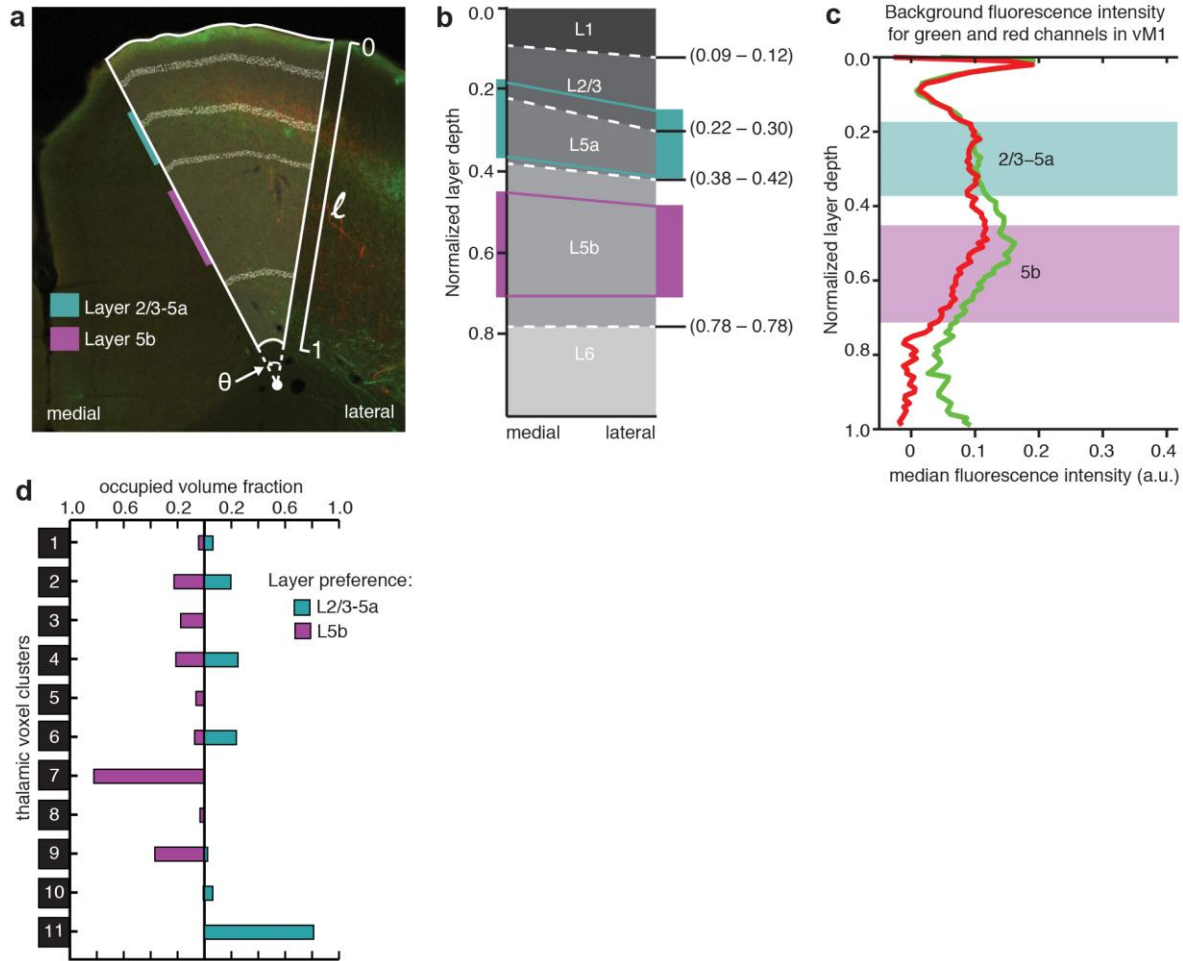 a
0
ℓ
1
θ
Layer 2/3-5a
Layer 5b
medial
lateral
b
Normalized layer depth
0.0
0.2
0.4
0.6
0.8
L1
L2/3
L5a
L5b
L6
(0.09 – 0.12)
(0.22 – 0.30)
(0.38 – 0.42)
(0.78 – 0.78)
medial
lateral
c
Background fluorescence intensity
for green and red channels in vM1
Normalized layer depth
0.0
0.2
0.4
0.6
0.8
1.0
2/3–5a
5b
0 0.1 0.2 0.3 0.4
median fluorescence intensity (a.u.)
d
occupied volume fraction
1.0 0.6 0.2 0.2 0.6 1.0
thalamic voxel clusters
1
2
3
4
5
6
7
8
9
10
11
Layer preference:
L2/3-5a
L5b